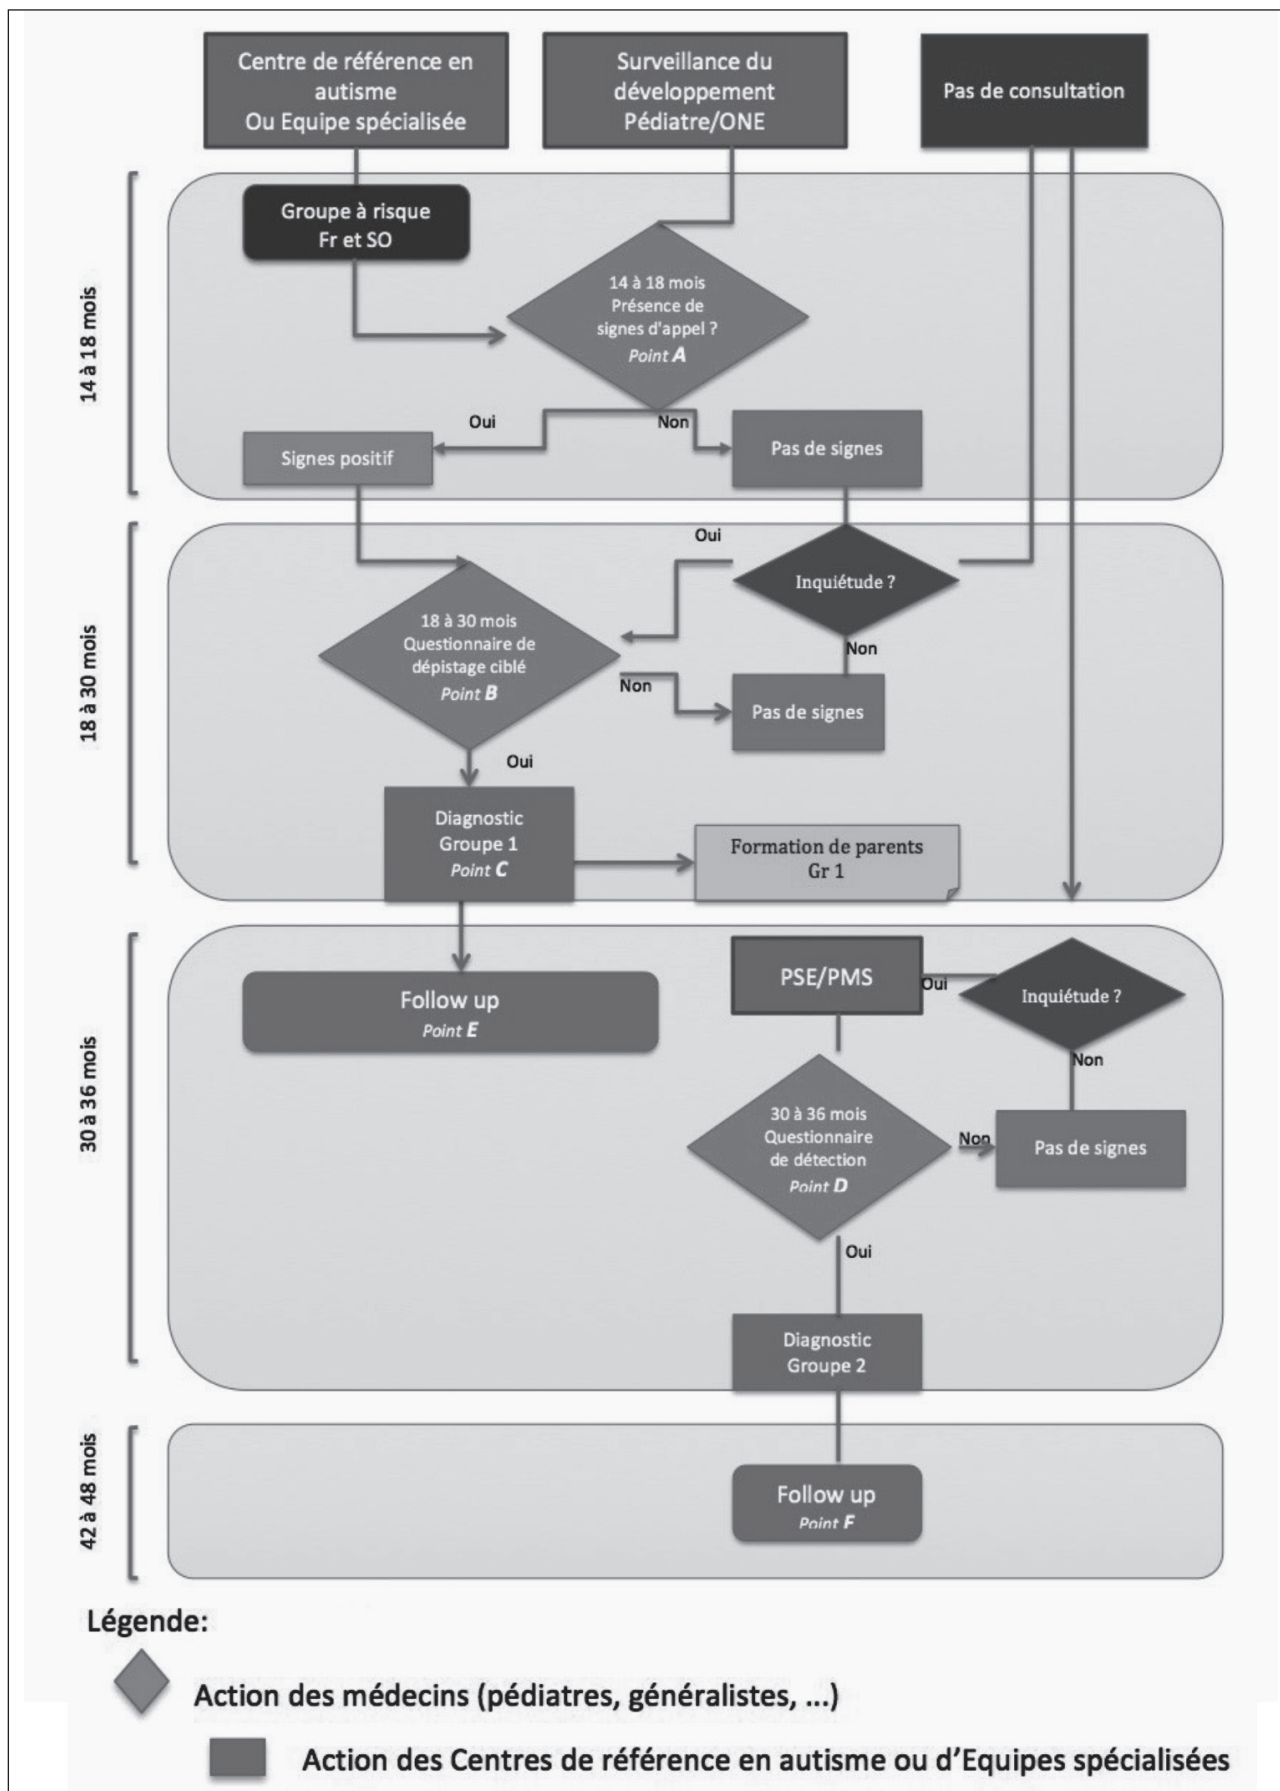 Centre de référence en
autisme
Ou Equipe spécialisée
Surveillance du
développement
Pédiatre/ONE
Pas de consultation
14 à 18 mois
Groupe à risque
Fr et SO
14 à 18 mois
Présence de
signes d'appel ?
Point A
Oui
Non
Signes positif
Pas de signes
18 à 30 mois
Oui
Inquiétude ?
Non
18 à 30 mois
Questionnaire de
dépistage ciblé
Point B
Non
Pas de signes
Oui
Diagnostic
Groupe 1
Point C
Formation de parents
Gr 1
30 à 36 mois
Follow up
Point E
PSE/PMS
Oui
Inquiétude ?
Non
30 à 36 mois
Questionnaire
de détection
Point D
Non
Pas de signes
Oui
Diagnostic
Groupe 2
42 à 48 mois
Follow up
Point F
Légende:
Action des médecins (pédiatres, généralistes, ...)
Action des Centres de référence en autisme ou d'Equipes spécialisées